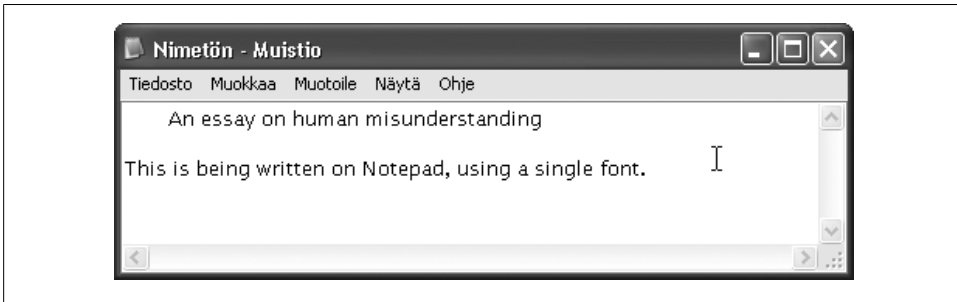 Nimetön - Muistio
Tiedosto Muokkaa Muotoile Näytä Ohje
An essay on human misunderstanding
This is being written on Notepad, using a single font.